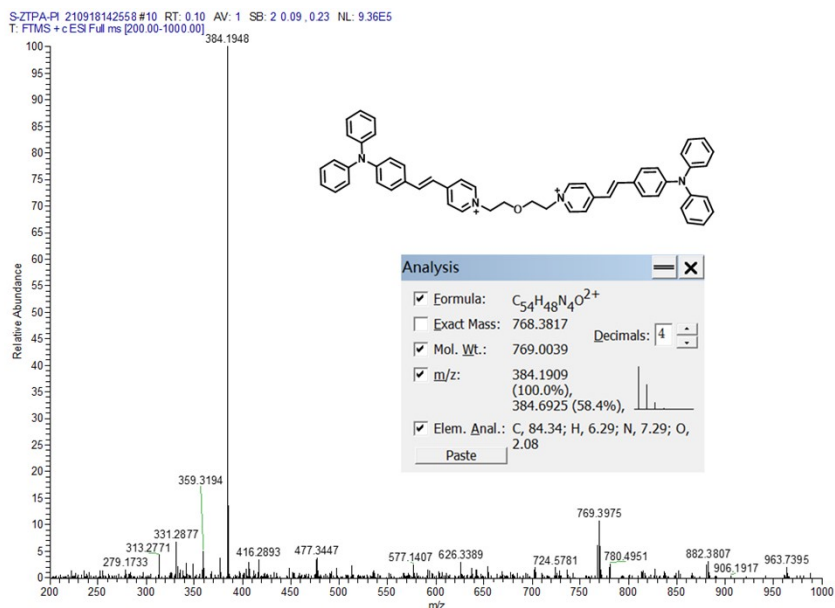 S-ZTPA-PI 210918142558 #10 RT: 0.10 AV: 1 SB: 2 0.09 , 0.23 NL: 9.36E5
T: FTMS + c ESI Full ms [200.00-1000.00]
384.1948
100
95
90
85
80
75
70
65
60
55
50
45
40
35
30
25
20
15
10
5
0
Relative Abundance
N
N
+
O
N
+
N
Analysis
Formula: C54H48N4O2+
Exact Mass: 768.3817
Decimals: 4
Mol. Wt.: 769.0039
m/z: 384.1909
(100.0%),
384.6925 (58.4%),
Elem. Anal.: C, 84.34; H, 6.29; N, 7.29; O,
2.08
Paste
279.1733
313.2771
331.2877
359.3194
416.2893
477.3447
577.1407
626.3389
724.5781
769.3975
780.4951
882.3807
906.1917
963.7395
200 250 300 350 400 450 500 550 600 650 700 750 800 850 900 950 1000
m/z